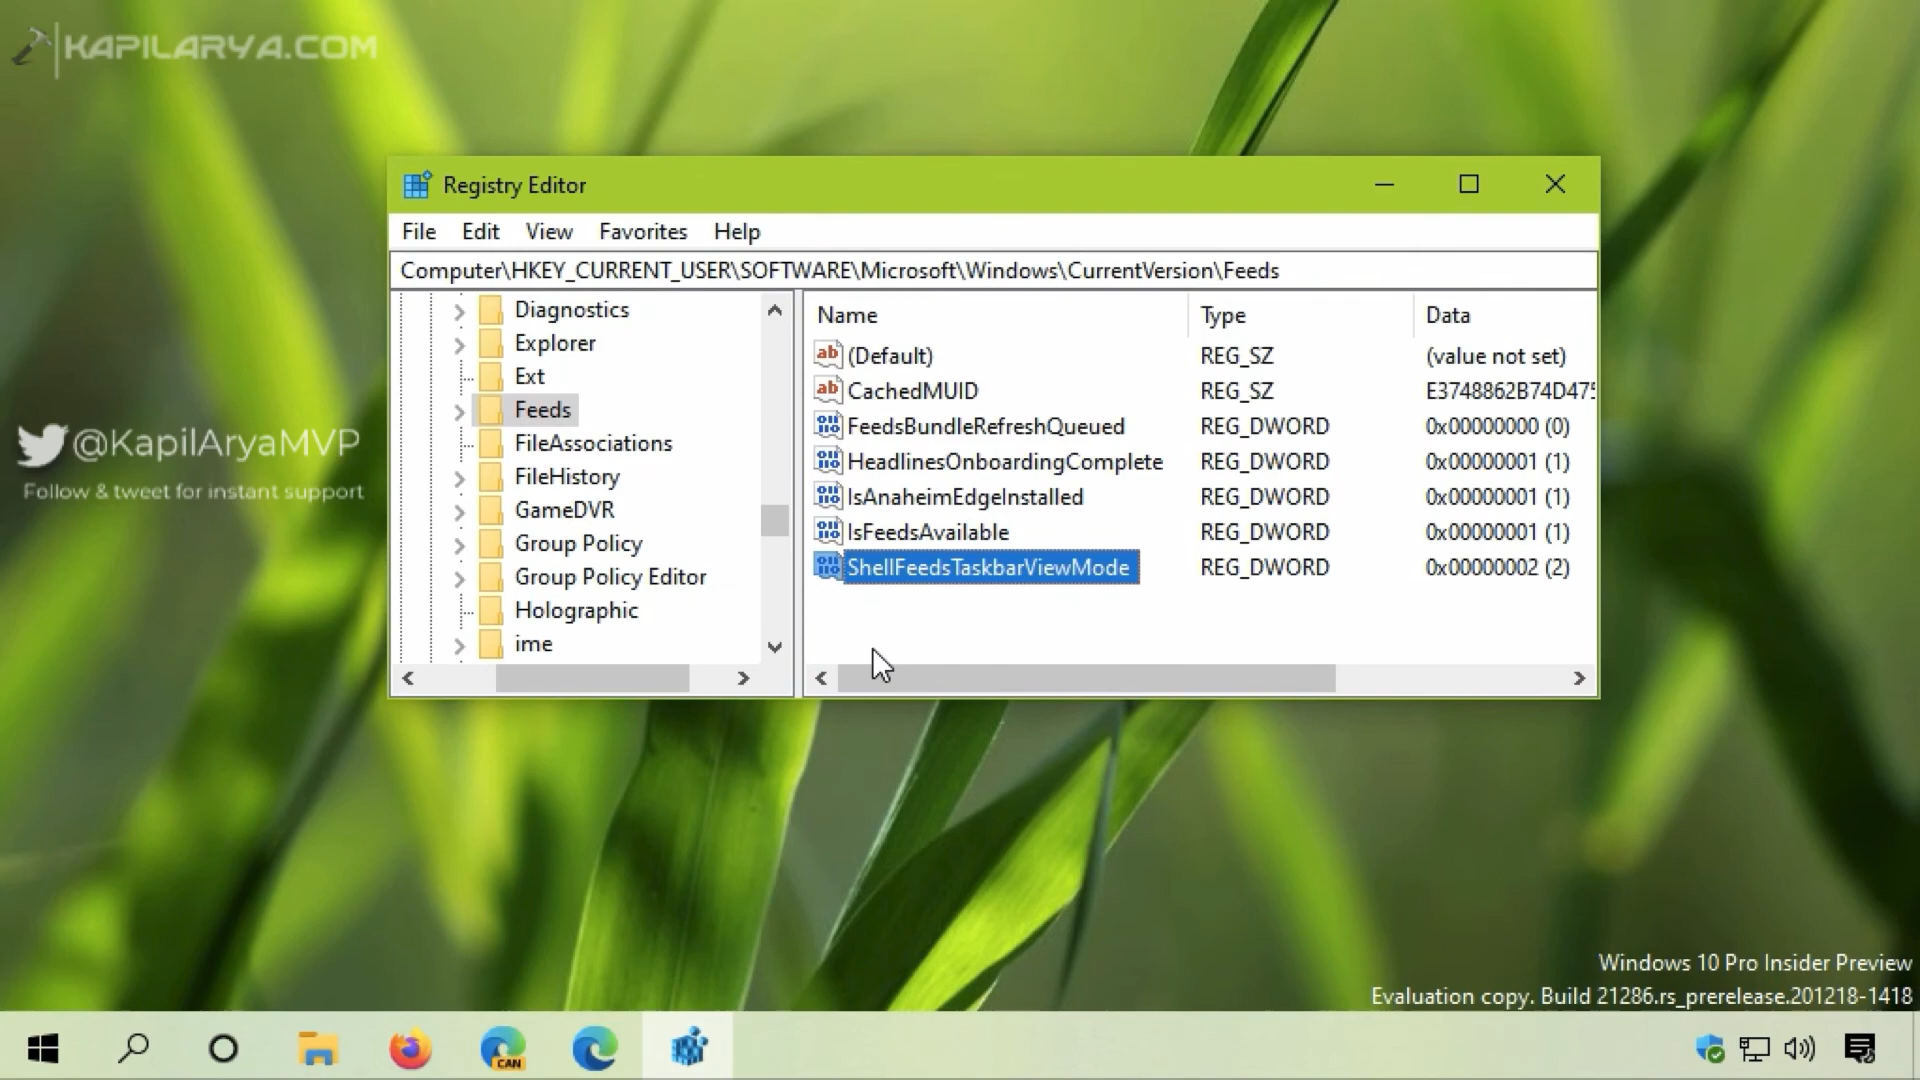 KAPILARYA.COM
Registry Editor
File Edit View Favorites Help
Computer\HKEY_CURRENT_USER\SOFTWARE\Microsoft\Windows\CurrentVersion\Feeds
Diagnostics
Explorer
Ext
Feeds
FileAssociations
FileHistory
GameDVR
Group Policy
Group Policy Editor
Holographic
ime
Name Type Data
(Default) REG_SZ (value not set)
CachedMUID REG_SZ E3748862B74D475
FeedsBundleRefreshQueued REG_DWORD 0x00000000 (0)
HeadlinesOnboardingComplete REG_DWORD 0x00000001 (1)
IsAnaheimEdgeInstalled REG_DWORD 0x00000001 (1)
IsFeedsAvailable REG_DWORD 0x00000001 (1)
ShellFeedsTaskbarViewMode REG_DWORD 0x00000002 (2)
@KapilAryaMVP
Follow & tweet for instant support
Windows 10 Pro Insider Preview
Evaluation copy. Build 21286.rs_prerelease.201218-1418
CAN